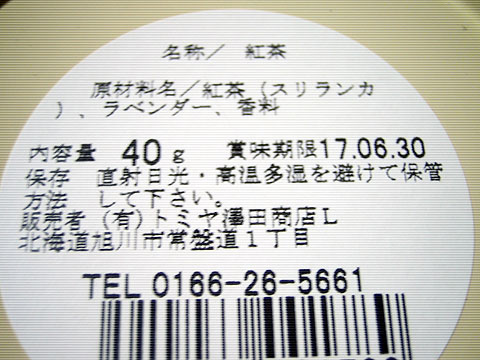 名称／ 紅茶
原材料名／紅茶（スリランカ
）、ラベンダー、香料
内容量 40g 賞味期限17.06.30
保存 直射日光・高温多湿を避けて保管
方法 して下さい。
販売者（有）トミヤ澤田商店L
北海道旭川市常盤道1丁目
TEL 0166-26-5661